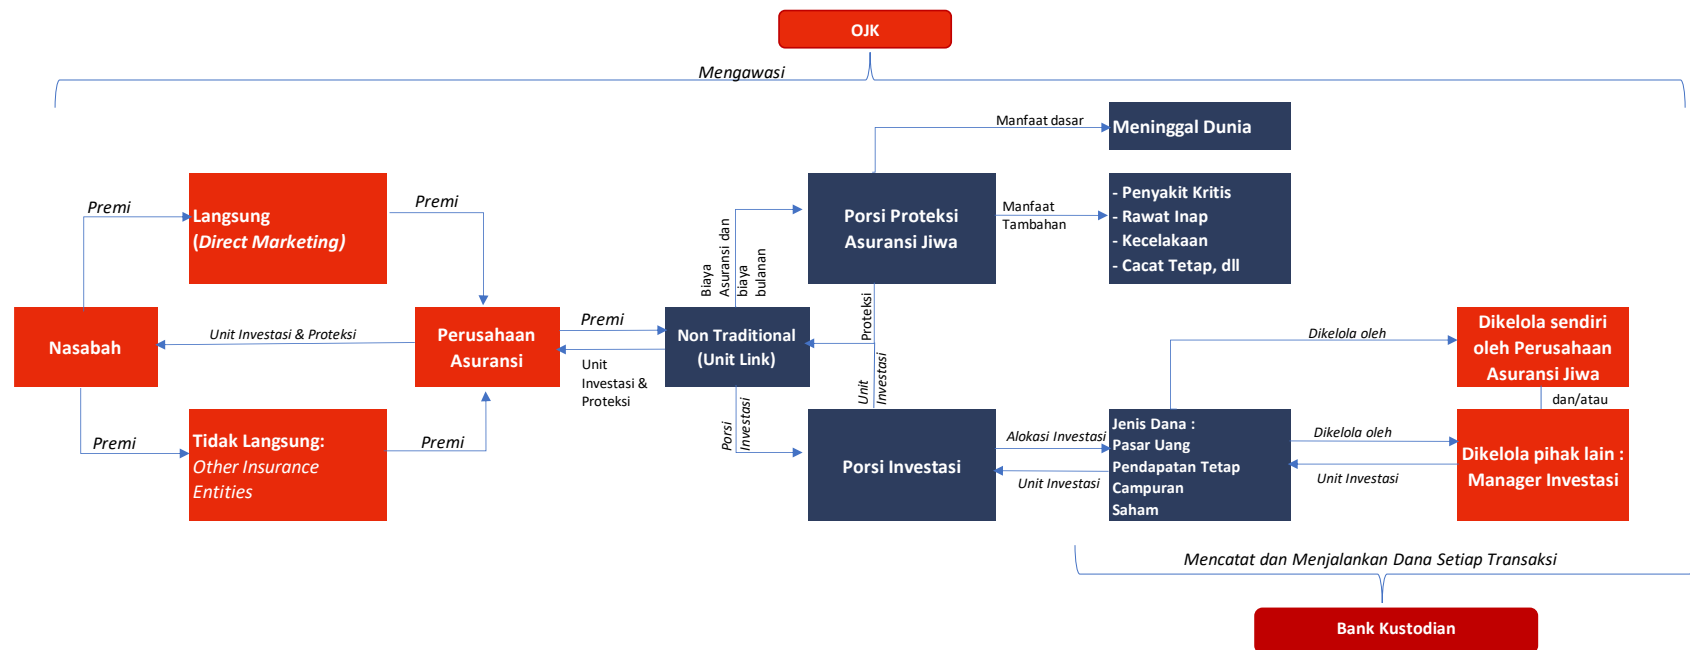 OJK
Mengawasi
Manfaat dasar
Meninggal Dunia
Premi
Langsung
(Direct Marketing)
Premi
Biaya
Asuransi dan
biaya
bulanan
Porsi Proteksi
Asuransi Jiwa
Manfaat
Tambahan
- Penyakit Kritis
- Rawat Inap
- Kecelakaan
- Cacat Tetap, dll
Nasabah
Unit Investasi & Proteksi
Perusahaan
Asuransi
Premi
Unit
Investasi &
Proteksi
Non Traditional
(Unit Link)
Proteksi
Unit
Investasi
Dikelola oleh
Dikelola sendiri
oleh Perusahaan
Asuransi Jiwa
dan/atau
Premi
Tidak Langsung:
Other Insurance
Entities
Premi
Porsi
Investasi
Porsi Investasi
Alokasi Investasi
Unit Investasi
Jenis Dana :
Pasar Uang
Pendapatan Tetap
Campuran
Saham
Dikelola oleh
Unit Investasi
Dikelola pihak lain :
Manager Investasi
Mencatat dan Menjalankan Dana Setiap Transaksi
Bank Kustodian